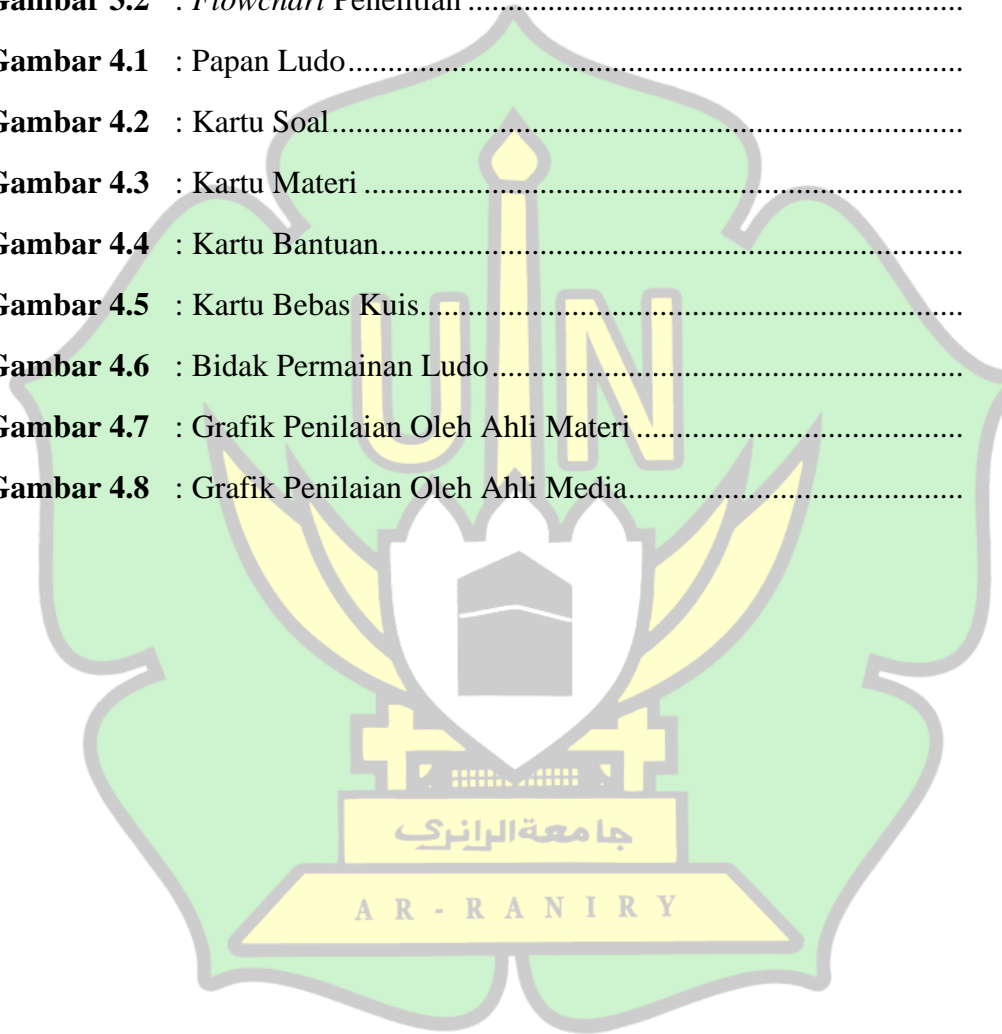 Gambar 3.2 : Flowchart Penelitian ..............................................................
Gambar 4.1 : Papan Ludo.............................................................................
Gambar 4.2 : Kartu Soal...............................................................................
Gambar 4.3 : Kartu Materi ...........................................................................
Gambar 4.4 : Kartu Bantuan.........................................................................
Gambar 4.5 : Kartu Bebas Kuis....................................................................
Gambar 4.6 : Bidak Permainan Ludo...........................................................
Gambar 4.7 : Grafik Penilaian Oleh Ahli Materi .........................................
Gambar 4.8 : Grafik Penilaian Oleh Ahli Media..........................................
UIN
جامعةالرانري
AR-RANIRY